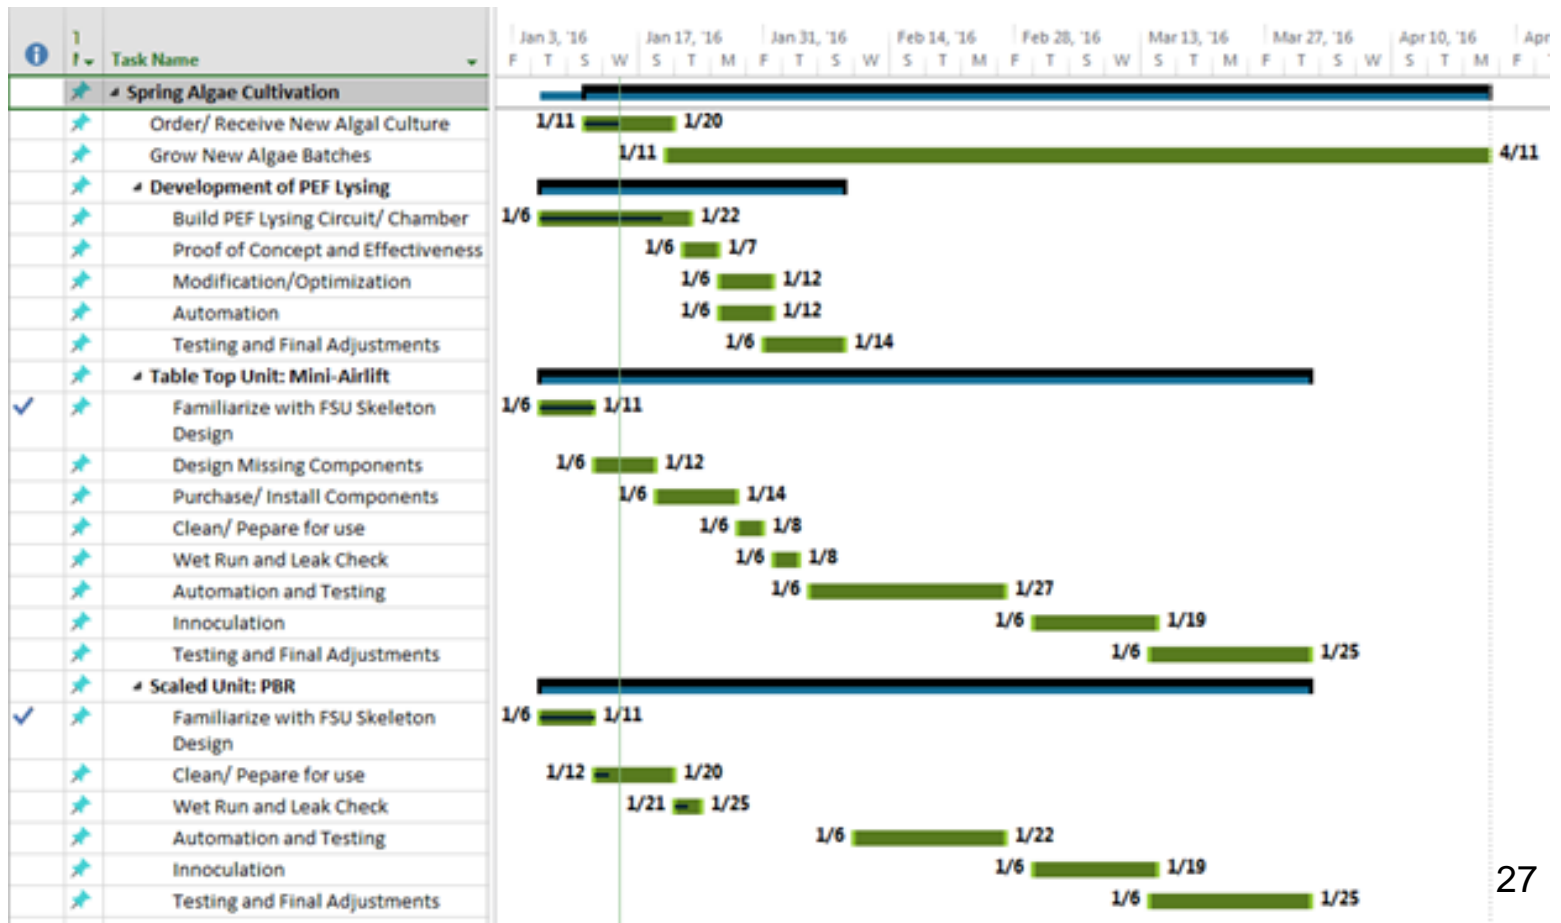 Jan 3, '16 Jan 17, '16 Jan 31, '16 Feb 14, '16 Feb 28, '16 Mar 13, '16 Mar 27, '16 Apr 10, '16 Apr
Task Name F T S W S T M F T S W S T M F T S W S T M F T S W S T M F
Spring Algae Cultivation
Order/ Receive New Algal Culture 1/11 1/20
Grow New Algae Batches 1/11 4/11
Development of PEF Lysing
Build PEF Lysing Circuit/ Chamber 1/6 1/22
Proof of Concept and Effectiveness 1/6 1/7
Modification/Optimization 1/6 1/12
Automation 1/6 1/12
Testing and Final Adjustments 1/6 1/14
Table Top Unit: Mini-Airlift
Familiarize with FSU Skeleton 1/6 1/11
Design
Design Missing Components 1/6 1/12
Purchase/ Install Components 1/6 1/14
Clean/ Pepare for use 1/6 1/8
Wet Run and Leak Check 1/6 1/8
Automation and Testing 1/6 1/27
Innoculation 1/6 1/19
Testing and Final Adjustments 1/6 1/25
Scaled Unit: PBR
Familiarize with FSU Skeleton 1/6 1/11
Design
Clean/ Pepare for use 1/12 1/20
Wet Run and Leak Check 1/21 1/25
Automation and Testing 1/6 1/22
Innoculation 1/6 1/19
Testing and Final Adjustments 1/6 1/25
27